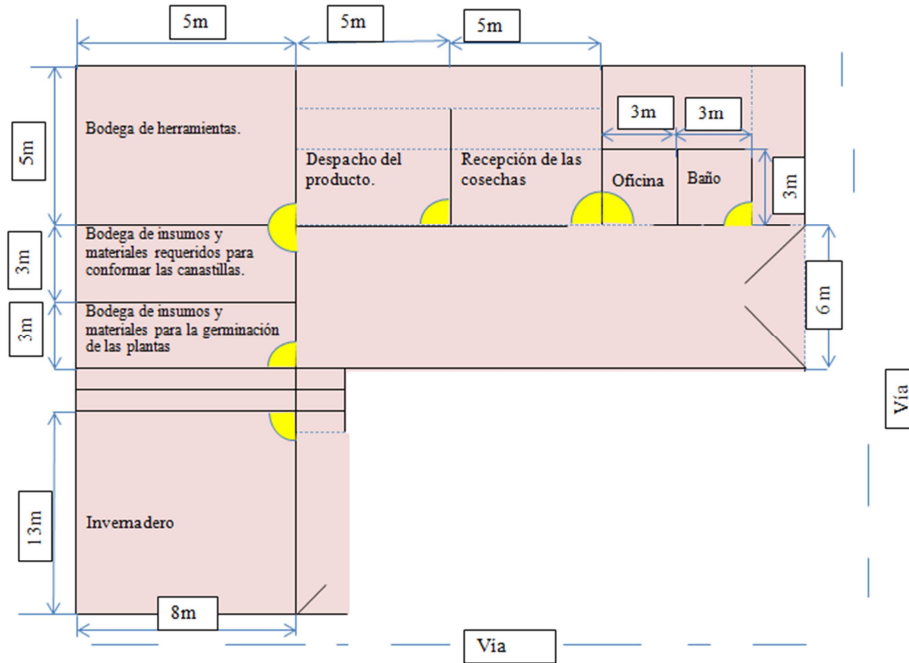 5m
5m
5m
5m
Bodega de herramientas.
3m
3m
Despacho del
producto.
Recepción de las
cosechas
Oficina
Baño
3m
3m
Bodega de insumos y
materiales requeridos para
conformar las canastillas.
6 m
3m
Bodega de insumos y
materiales para la germinación
de las plantas
Vía
13m
Invernadero
8m
Vía